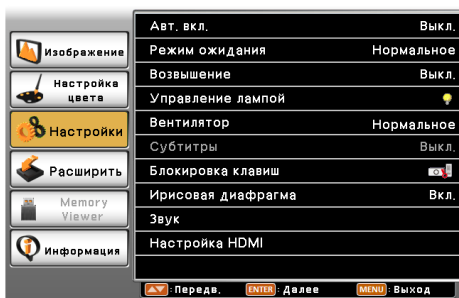 Изображение
Настройка
цвета
Настройки
Расширить
Memory
Viewer
Информация
Авт. вкл. Выкл.
Режим ожидания Нормальное
Возвышение Выкл.
Управление лампой
Вентилятор Нормальное
Субтитры Выкл.
Блокировка клавиш
Ирисовая диафрагма Вкл.
Звук
Настройка HDMI
:Передв. ENTER :Далее MENU :Выход